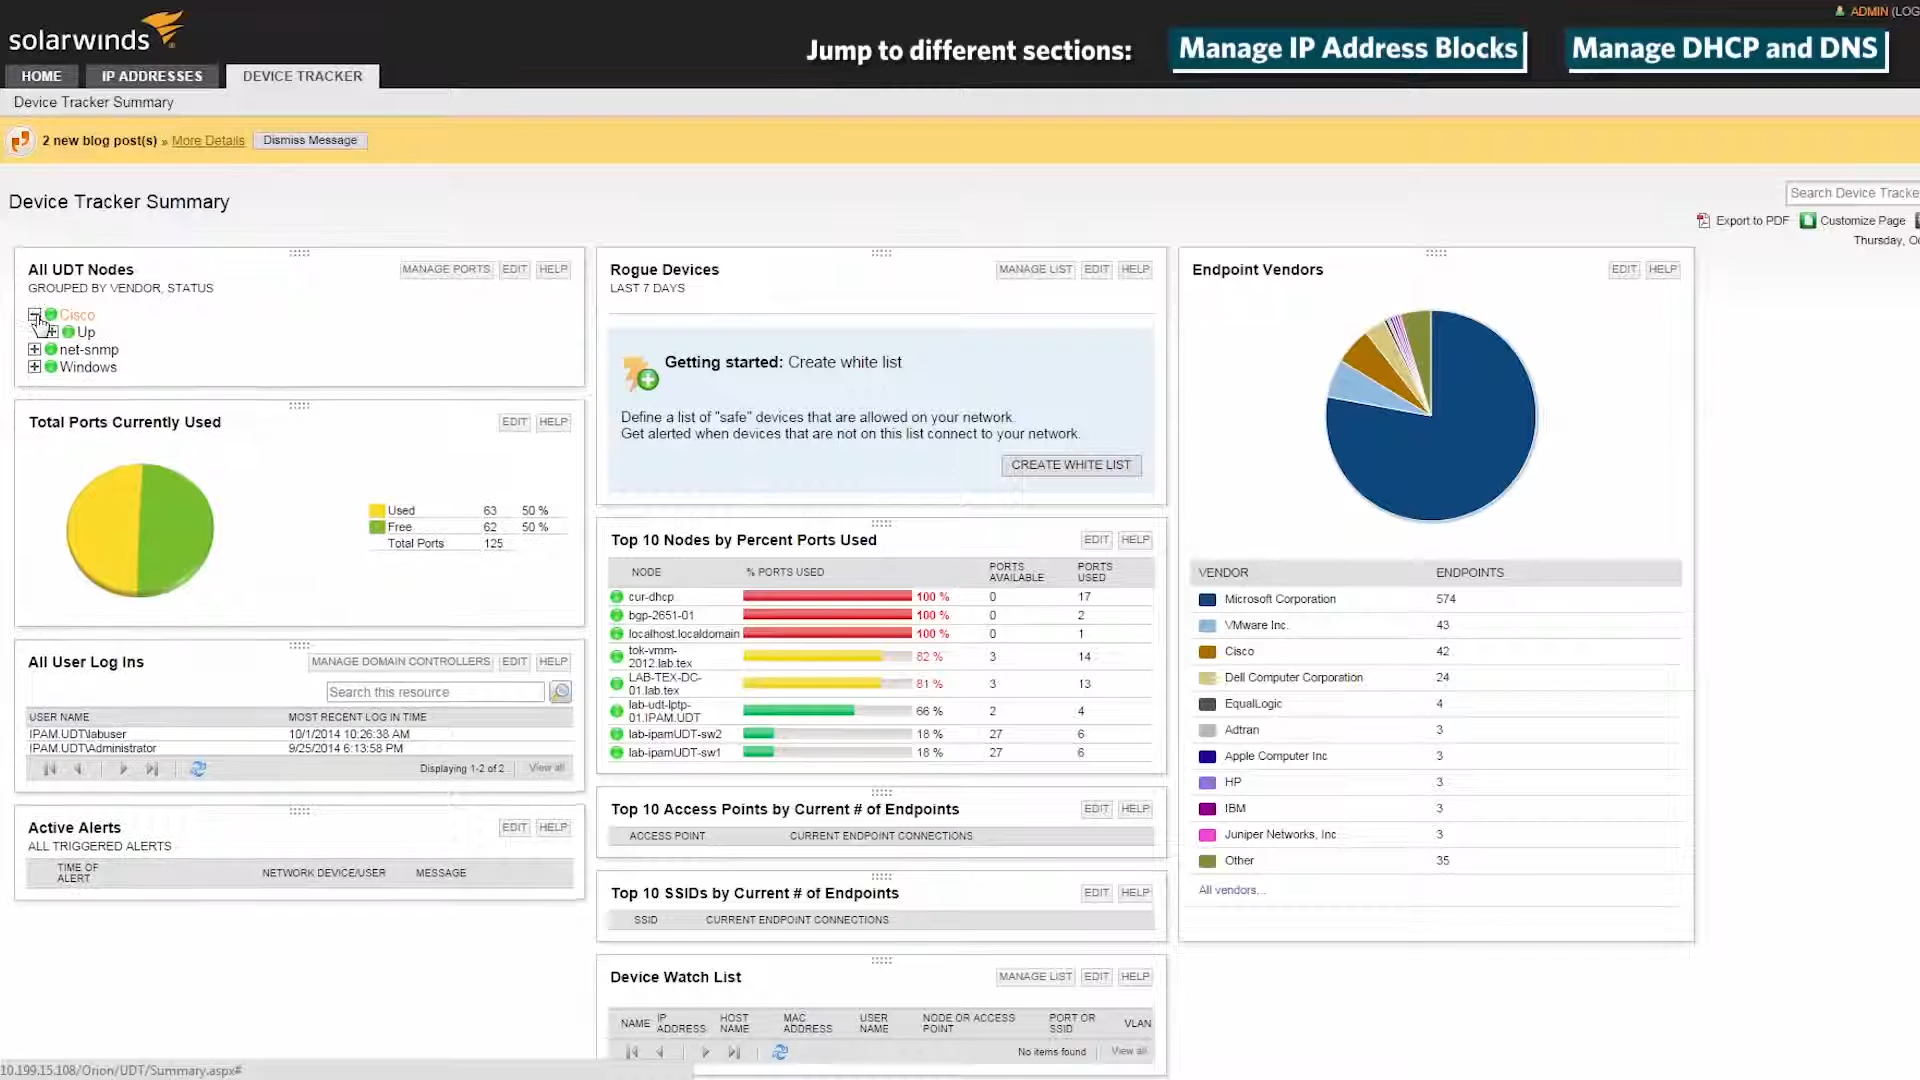 solarwinds
ADMIN (LOG
Jump to different sections:
Manage IP Address Blocks
Manage DHCP and DNS
HOME
IP ADDRESSES
DEVICE TRACKER
Device Tracker Summary
2 new blog post(s) » More Details
Dismiss Message
Device Tracker Summary
Search Device Tracke
Export to PDF
Customize Page
Thursday, Oc
All UDT Nodes
MANAGE PORTS
EDIT
HELP
GROUPED BY VENDOR, STATUS
Cisco
Up
net-snmp
Windows
Total Ports Currently Used
EDIT
HELP
Used 63 50 %
Free 62 50 %
Total Ports 125
All User Log Ins
MANAGE DOMAIN CONTROLLERS
EDIT
HELP
Search this resource
USER NAME MOST RECENT LOG IN TIME
IPAM.UDT\labuser 10/1/2014 10:26:38 AM
IPAM.UDT\Administrator 9/25/2014 6:13:58 PM
Displaying 1-2 of 2
View all
Active Alerts
EDIT
HELP
ALL TRIGGERED ALERTS
TIME OF
ALERT
NETWORK DEVICE/USER
MESSAGE
Rogue Devices
MANAGE LIST
EDIT
HELP
LAST 7 DAYS
Getting started: Create white list
Define a list of "safe" devices that are allowed on your network.
Get alerted when devices that are not on this list connect to your network.
CREATE WHITE LIST
Top 10 Nodes by Percent Ports Used
EDIT
HELP
NODE
% PORTS USED
PORTS
AVAILABLE
PORTS
USED
cur-dhcp 100 % 0 17
bgp-2651-01 100 % 0 2
localhost.localdomain 100 % 0 1
tok-vmm-
2012.lab.tex 82 % 3 14
LAB-TEX-DC-
01.lab.tex 81 % 3 13
lab-udt-lptp-
01.IPAM.UDT 66 % 2 4
lab-ipamUDT-sw2 18 % 27 6
lab-ipamUDT-sw1 18 % 27 6
Top 10 Access Points by Current # of Endpoints
EDIT
HELP
ACCESS POINT
CURRENT ENDPOINT CONNECTIONS
Top 10 SSIDs by Current # of Endpoints
EDIT
HELP
SSID
CURRENT ENDPOINT CONNECTIONS
Device Watch List
MANAGE LIST
EDIT
HELP
NAME
IP
ADDRESS
HOST
NAME
MAC
ADDRESS
USER
NAME
NODE OR ACCESS
POINT
PORT OR
SSID
VLAN
No items found
View all
Endpoint Vendors
EDIT
HELP
VENDOR ENDPOINTS
Microsoft Corporation 574
VMware Inc. 43
Cisco 42
Dell Computer Corporation 24
EqualLogic 4
Adtran 3
Apple Computer Inc 3
HP 3
IBM 3
Juniper Networks, Inc 3
Other 35
All vendors...
10.199.15.108/Orion/UDT/Summary.aspx#